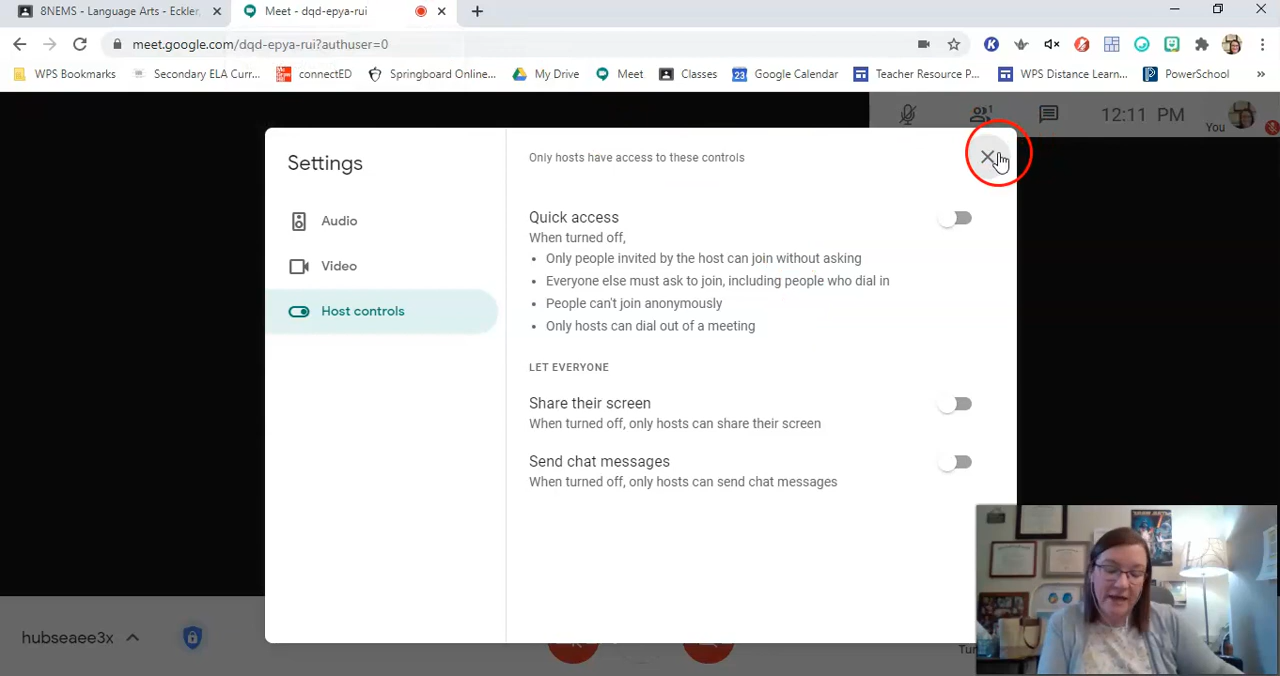 8NEMS - Language Arts - Eckler,
Meet - dqd-epya-rui
meet.google.com/dqd-epya-rui?authuser=0
WPS Bookmarks
Secondary ELA Curr...
connectED
Springboard Online...
My Drive
Meet
Classes
Google Calendar
Teacher Resource P...
WPS Distance Learn...
PowerSchool
»
1
12:11 PM
You
Settings
Only hosts have access to these controls
Audio
Video
Host controls
Quick access
When turned off,
• Only people invited by the host can join without asking
• Everyone else must ask to join, including people who dial in
• People can't join anonymously
• Only hosts can dial out of a meeting
LET EVERYONE
Share their screen
When turned off, only hosts can share their screen
Send chat messages
When turned off, only hosts can send chat messages
hubseaee3x